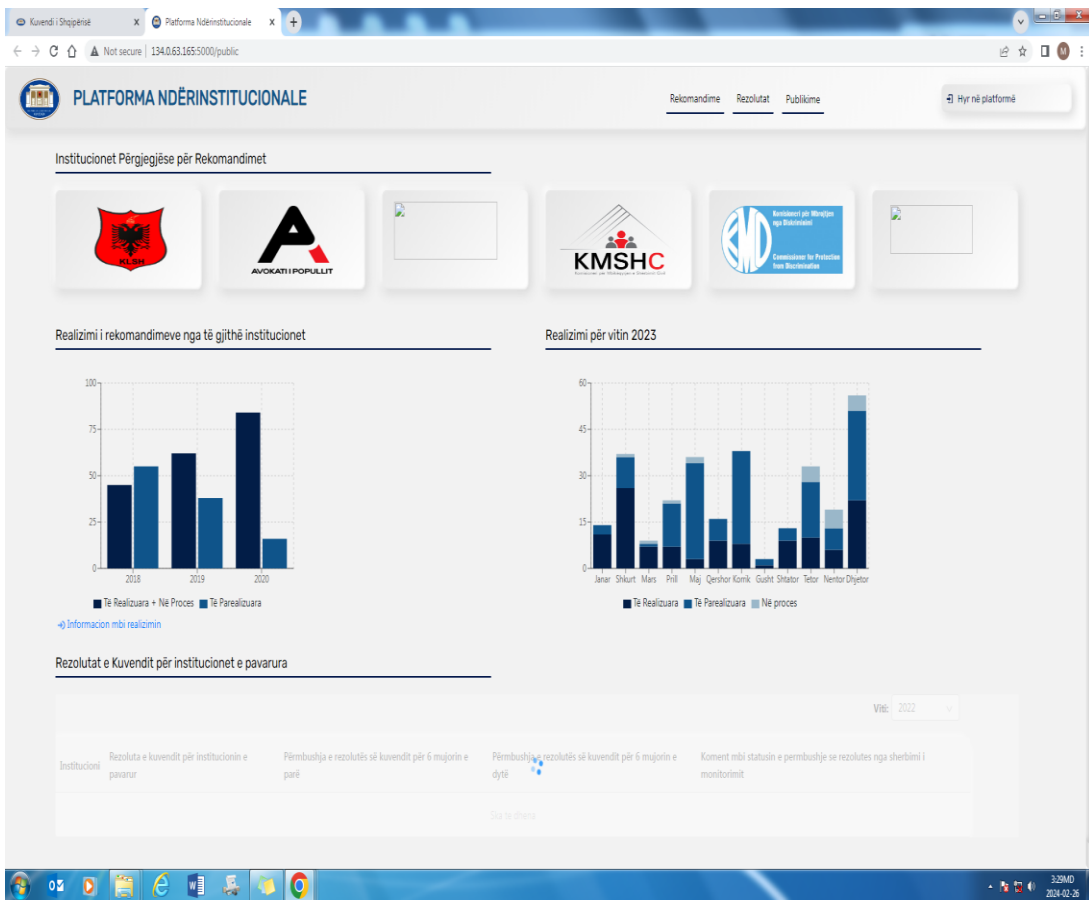 Kuvendi i Shqipërisë
Platforma Ndërinstitucionale
Not secure
134.0.63.165:5000/public
M
PLATFORMA NDËRINSTITUCIONALE
Rekomandime
Rezolutat
Publikime
Hyr në platformë
Institucionet Përgjegjëse për Rekomandimet
KLSH
AVOKATI I POPULLIT
KMSHC
KMD
Komisioneri për Mbrojtjen
nga Diskriminimi
Commissioner for Protection
from Discrimination
Realizimi i rekomandimeve nga të gjithë institucionet
100
75
50
25
0
2018 2019 2020
Të Realizuara + Në Proces Të Parealizuara
Informacion mbi realizimin
Realizimi për vitin 2023
60
45
30
15
0
Janar Shkurt Mars Prill Maj Qershor Korrik Gusht Shtator Tetor Nentor Dhjetor
Të Realizuara Të Parealizuara Në proces
Rezolutat e Kuvendit për institucionet e pavarura
Viti: 2022
Institucioni
Rezoluta e kuvendit për institucionin e
pavarur
Përmbushja e rezolutës së kuvendit për 6 mujorin e
parë
Përmbushja e rezolutës së kuvendit për 6 mujorin e
dytë
Koment mbi statusin e permbushje se rezolutes nga sherbimi i
monitorimit
Ska te dhena
3:29MD
2024-02-26